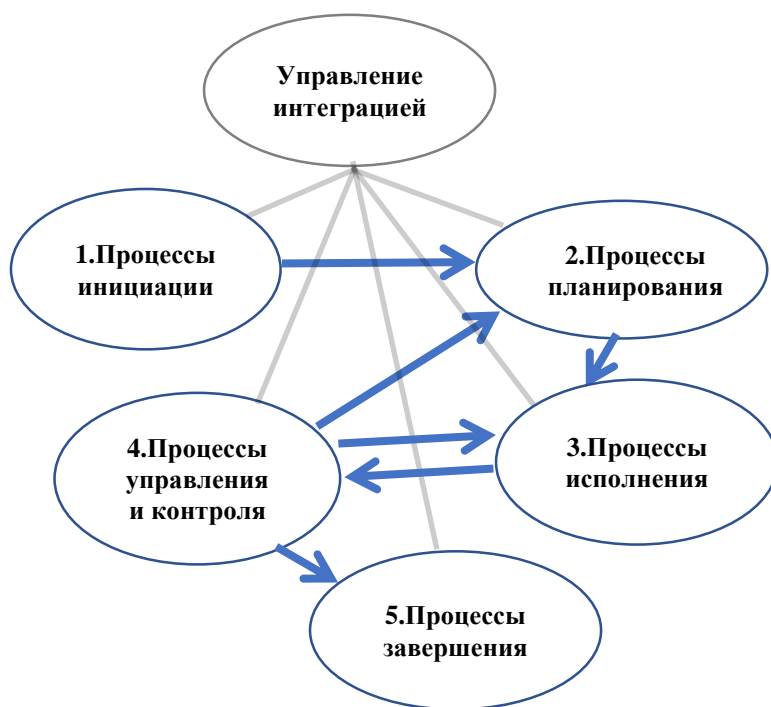 Управление
интеграцией
1.Процессы
инициации
2.Процессы
планирования
4.Процессы
управления
и контроля
3.Процессы
исполнения
5.Процессы
завершения